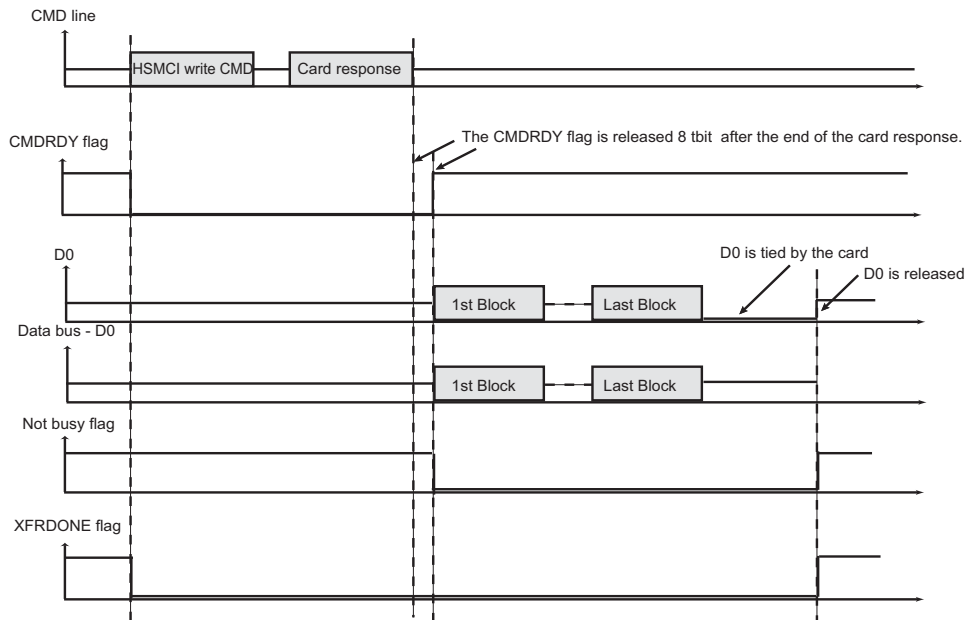 CMD line
HSMCI write CMD
Card response
CMDRDY flag
The CMDRDY flag is released 8 tbit after the end of the card response.
D0
1st Block
Last Block
D0 is tied by the card
D0 is released
Data bus - D0
1st Block
Last Block
Not busy flag
XFRDONE flag